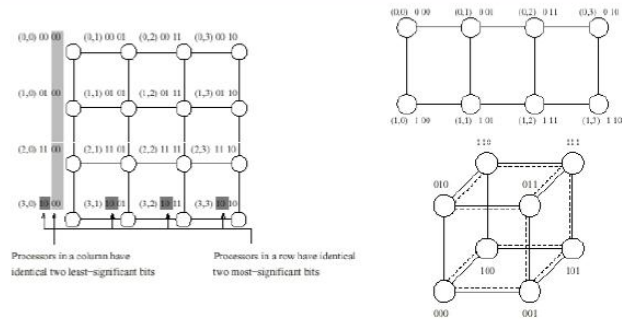 (0,0) 00 00 (0,1) 00 01 (0,2) 00 11 (0,3) 00 10
(1,0) 01 00 (1,1) 01 01 (1,2) 01 11 (1,3) 01 10
(2,0) 11 00 (2,1) 11 01 (2,2) 11 11 (2,3) 11 10
(3,0) 10 00 (3,1) 10 01 (3,2) 10 11 (3,3) 10 10
Processors in a column have
identical two least-significant bits
Processors in a row have identical
two most-significant bits
(0,0) 0 00 (0,1) 0 01 (0,2) 0 11 (0,3) 0 10
(1,0) 1 00 (1,1) 1 01 (1,2) 1 11 (1,3) 1 10
110 111
010 011
100 101
000 001